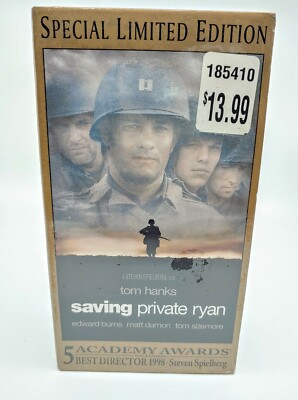 SPECIAL LIMITED EDITION
185410
$13.99
tom hanks
saving private ryan
edward burns matt damon tom sizemore
5 ACADEMY AWARDS
BEST DIRECTOR 1998 - Steven Spielberg